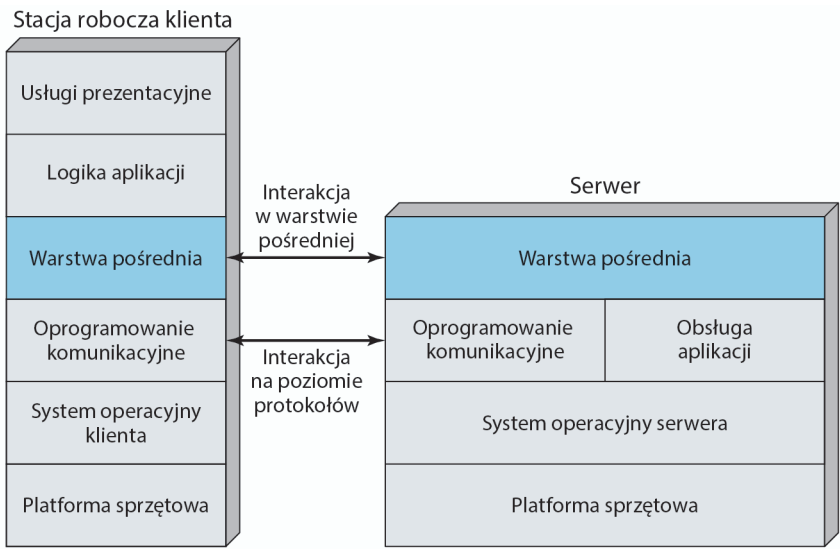 Stacja robocza klienta
Usługi prezentacyjne
Logika aplikacji
Warstwa pośrednia
Oprogramowanie
komunikacyjne
System operacyjny
klienta
Platforma sprzętowa
Interakcja
w warstwie
pośredniej
Interakcja
na poziomie
protokołów
Serwer
Warstwa pośrednia
Oprogramowanie
komunikacyjne
Obsługa
aplikacji
System operacyjny serwera
Platforma sprzętowa